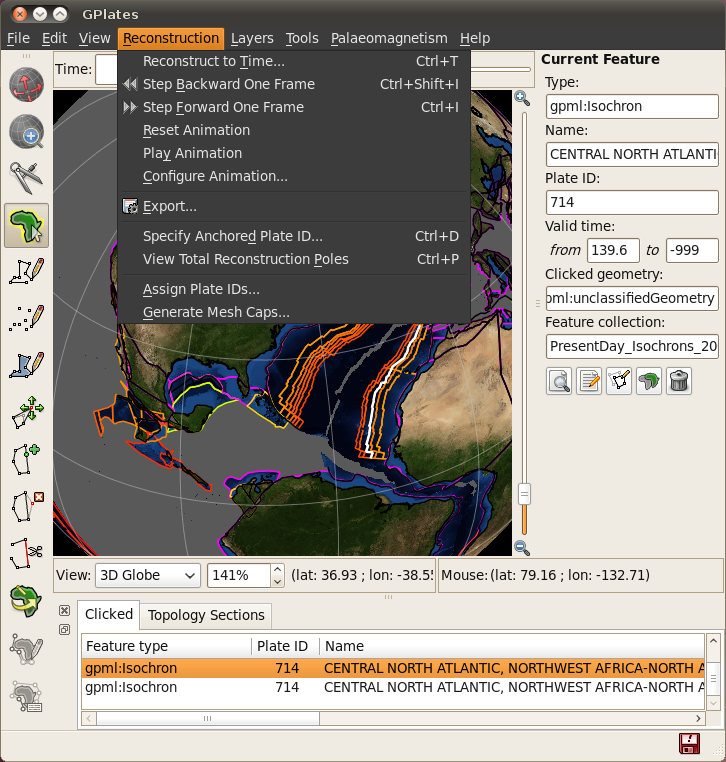 GPlates
File Edit View Reconstruction Layers Tools Palaeomagnetism Help
Time:
Reconstruct to Time... Ctrl+T
Step Backward One Frame Ctrl+Shift+I
Step Forward One Frame Ctrl+I
Reset Animation
Play Animation
Configure Animation...
Export...
Specify Anchored Plate ID... Ctrl+D
View Total Reconstruction Poles Ctrl+P
Assign Plate IDs...
Generate Mesh Caps...
Current Feature
Type:
gpml:Isochron
Name:
CENTRAL NORTH ATLANTI
Plate ID:
714
Valid time:
from 139.6 to -999
Clicked geometry:
pml:unclassifiedGeometry
Feature collection:
PresentDay_Isochrons_20
View: 3D Globe 141% (lat: 36.93 ; lon: -38.5 Mouse: (lat: 79.16 ; lon: -132.71)
Clicked Topology Sections
Feature type Plate ID Name
gpml:Isochron 714 CENTRAL NORTH ATLANTIC, NORTHWEST AFRICA-NORTH A
gpml:Isochron 714 CENTRAL NORTH ATLANTIC, NORTHWEST AFRICA-NORTH A